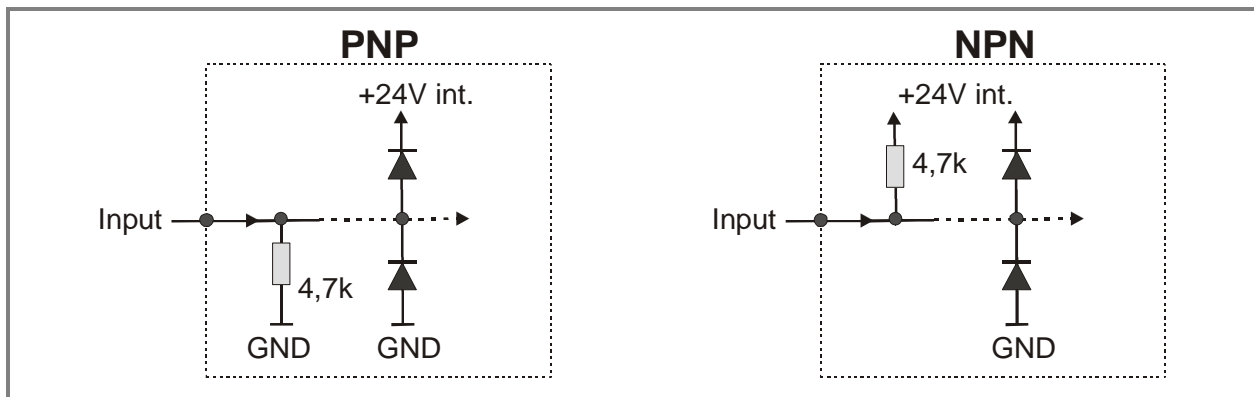 PNP
+24V int.
Input
4,7k
GND
GND
NPN
+24V int.
4,7k
Input
GND